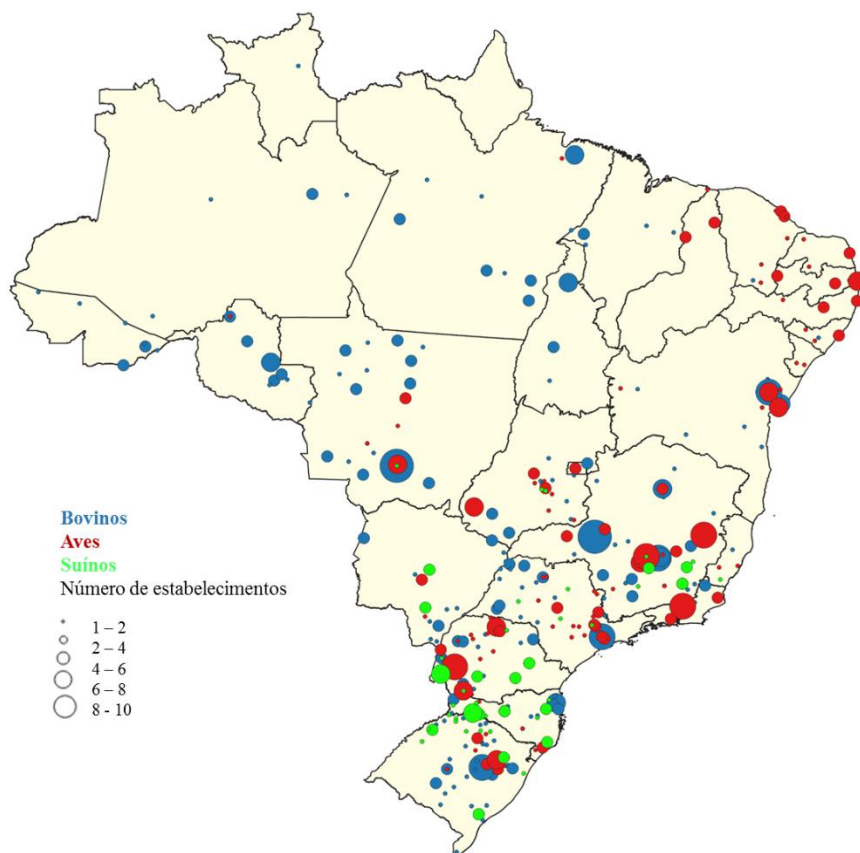 Bovinos
Aves
Suínos
Número de estabelecimentos
1 – 2
2 – 4
4 – 6
6 – 8
8 - 10